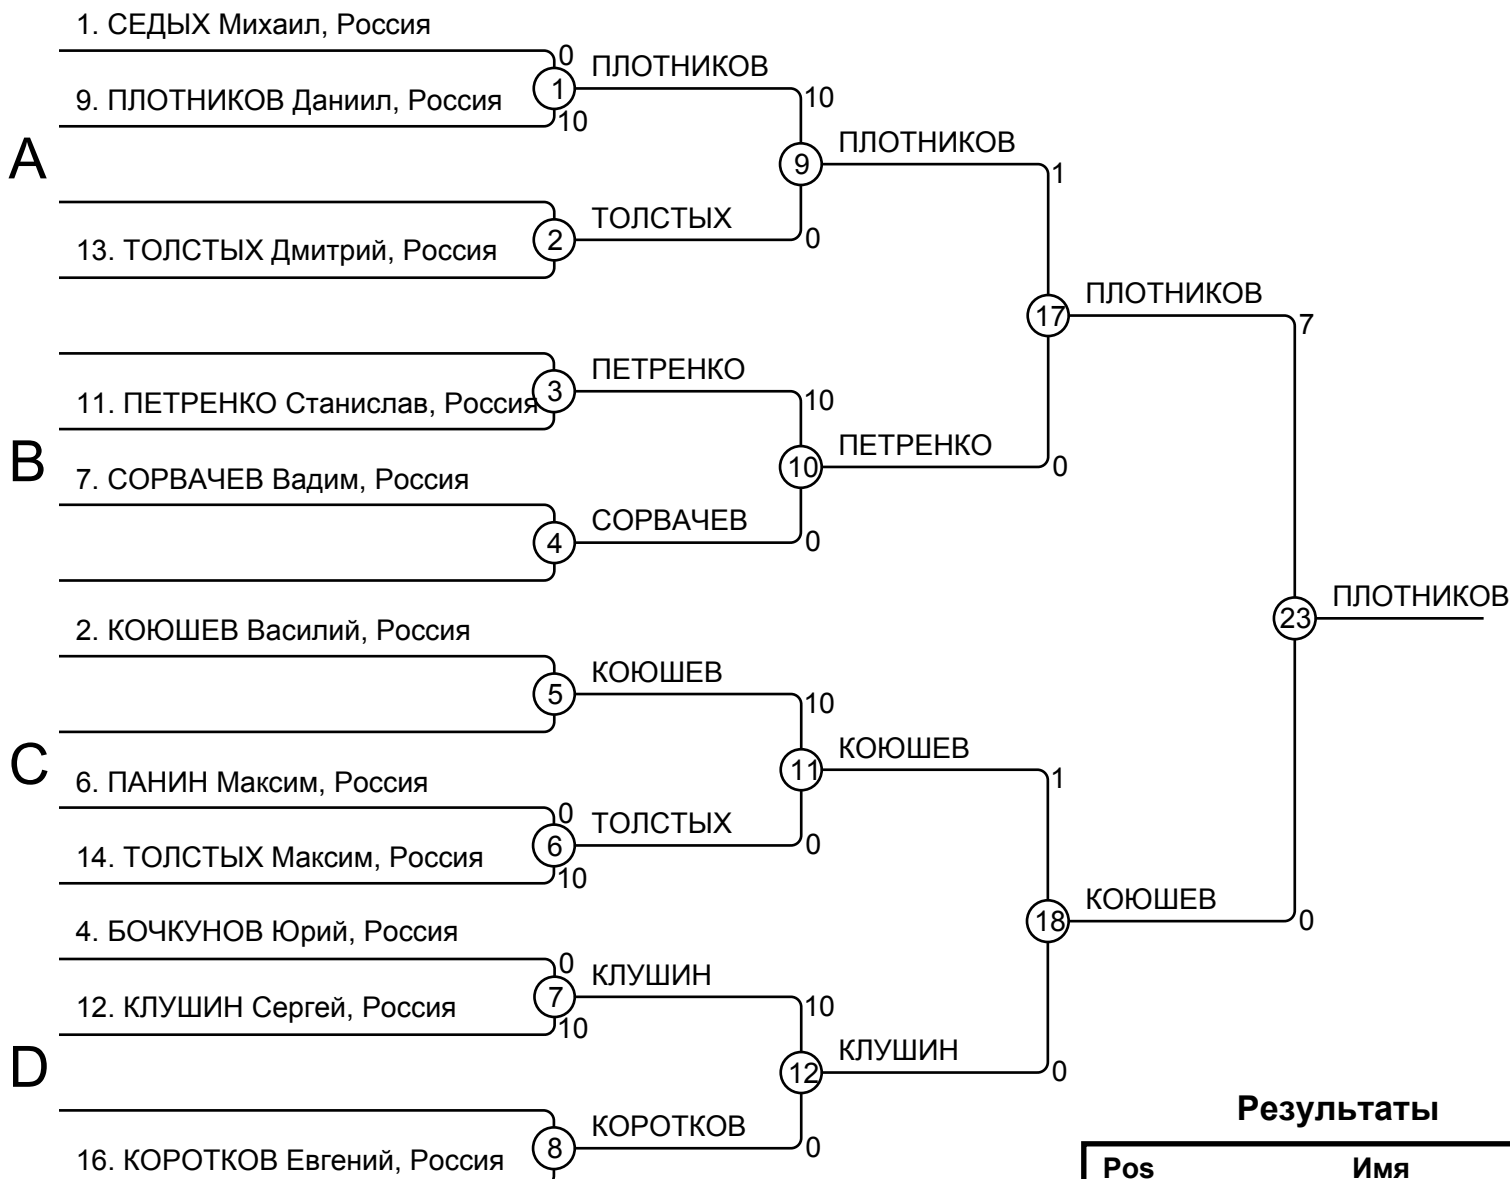 1. СЕДЫХ Михаил, Россия
0
ПЛОТНИКОВ
1
9. ПЛОТНИКОВ Даниил, Россия
10
10
A
ПЛОТНИКОВ
9
1
ТОЛСТЫХ
2
13. ТОЛСТЫХ Дмитрий, Россия
0
ПЛОТНИКОВ
17
7
ПЕТРЕНКО
3
11. ПЕТРЕНКО Станислав, Россия
10
B
ПЕТРЕНКО
10
0
7. СОРВАЧЕВ Вадим, Россия
СОРВАЧЕВ
4
0
ПЛОТНИКОВ
23
2. КОЮШЕВ Василий, Россия
КОЮШЕВ
5
10
C
КОЮШЕВ
11
1
6. ПАНИН Максим, Россия
0
ТОЛСТЫХ
6
14. ТОЛСТЫХ Максим, Россия
10
0
КОЮШЕВ
18
0
4. БОЧКУНОВ Юрий, Россия
0
КЛУШИН
7
12. КЛУШИН Сергей, Россия
10
10
D
КЛУШИН
12
0
КОРОТКОВ
8
16. КОРОТКОВ Евгений, Россия
0
Результаты
Pos Имя